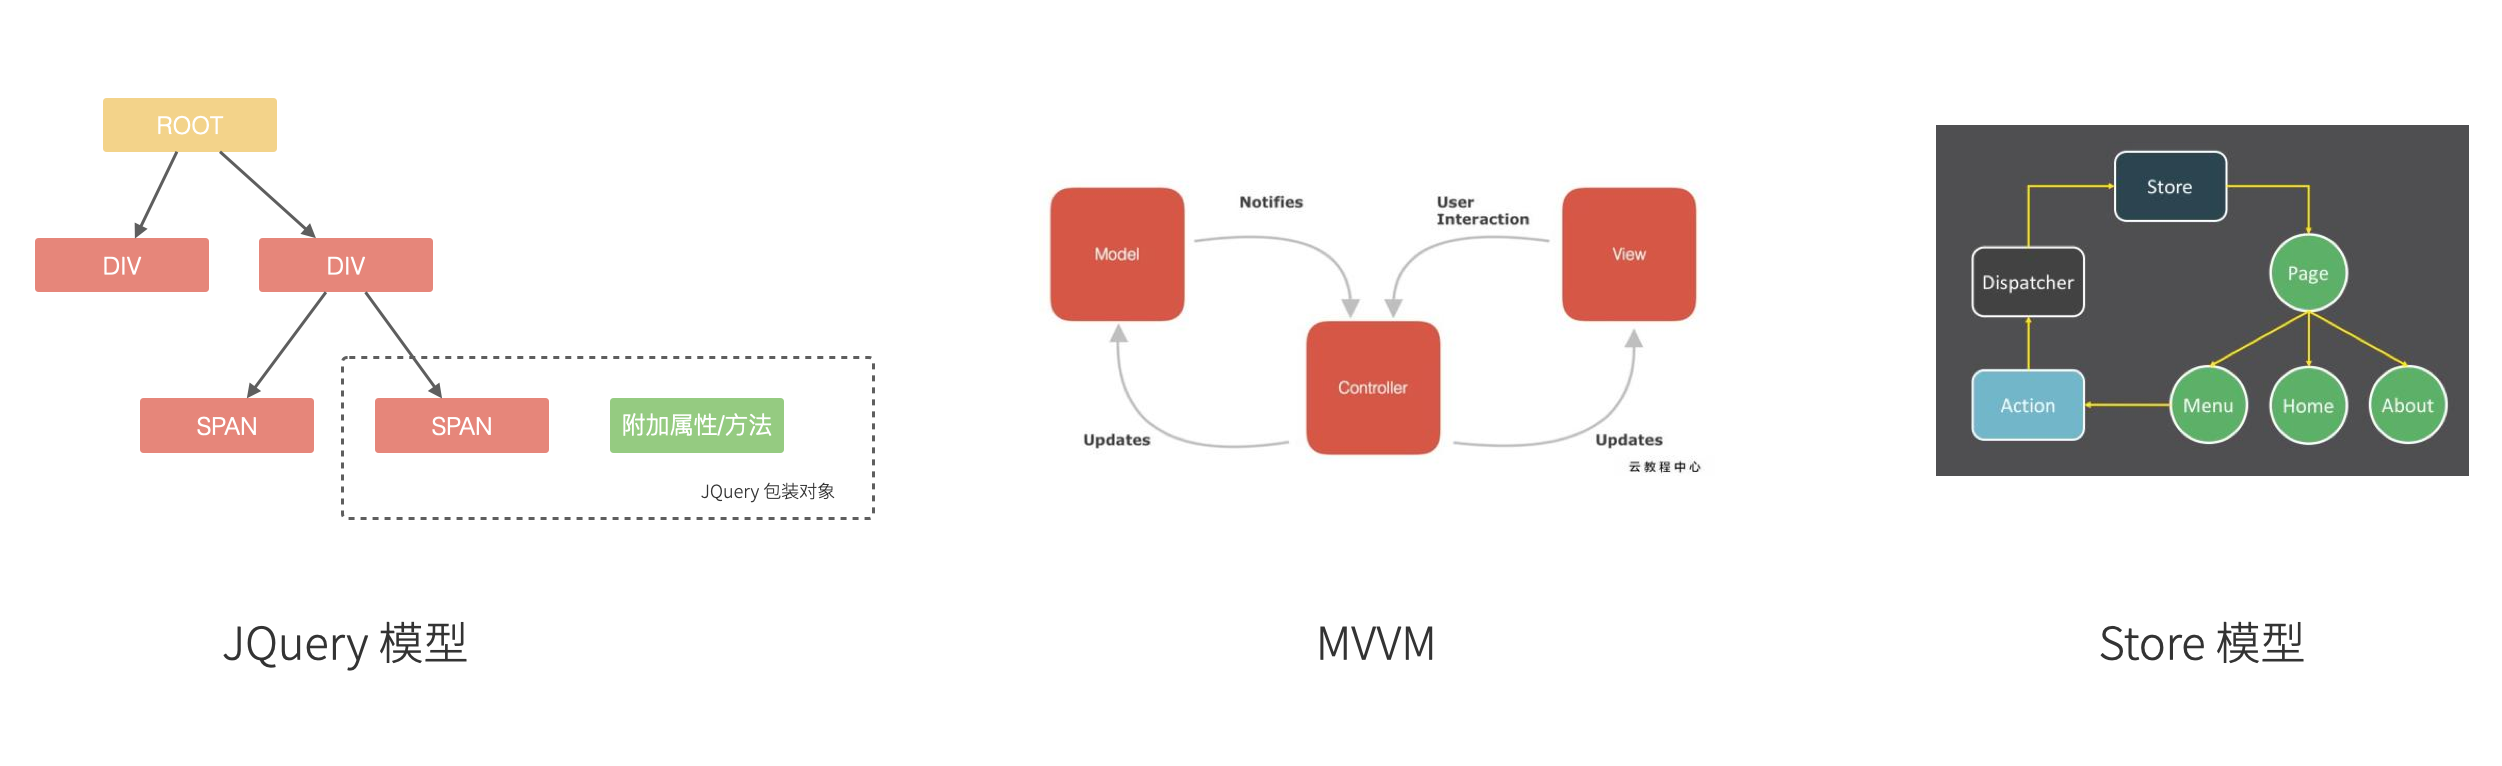 ROOT
DIV
DIV
SPAN
SPAN
附加属性/方法
JQuery 包装对象
JQuery 模型
Notifies
User
Interaction
Model
View
Controller
Updates
Updates
云教程中心
MWM
Store
Page
Dispatcher
Action
Menu
Home
About
Store 模型